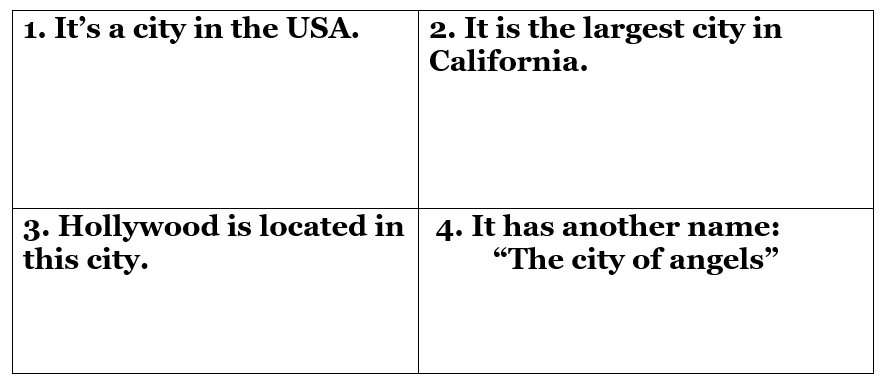 1. It’s a city in the USA.
2. It is the largest city in
California.
3. Hollywood is located in
this city.
4. It has another name:
“The city of angels”